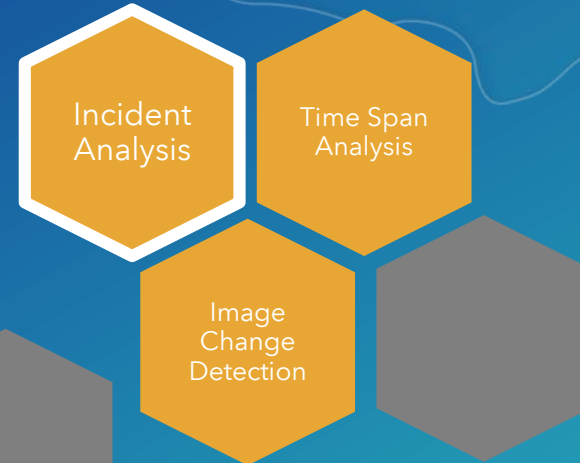 Incident
Analysis
Time Span
Analysis
Image
Change
Detection